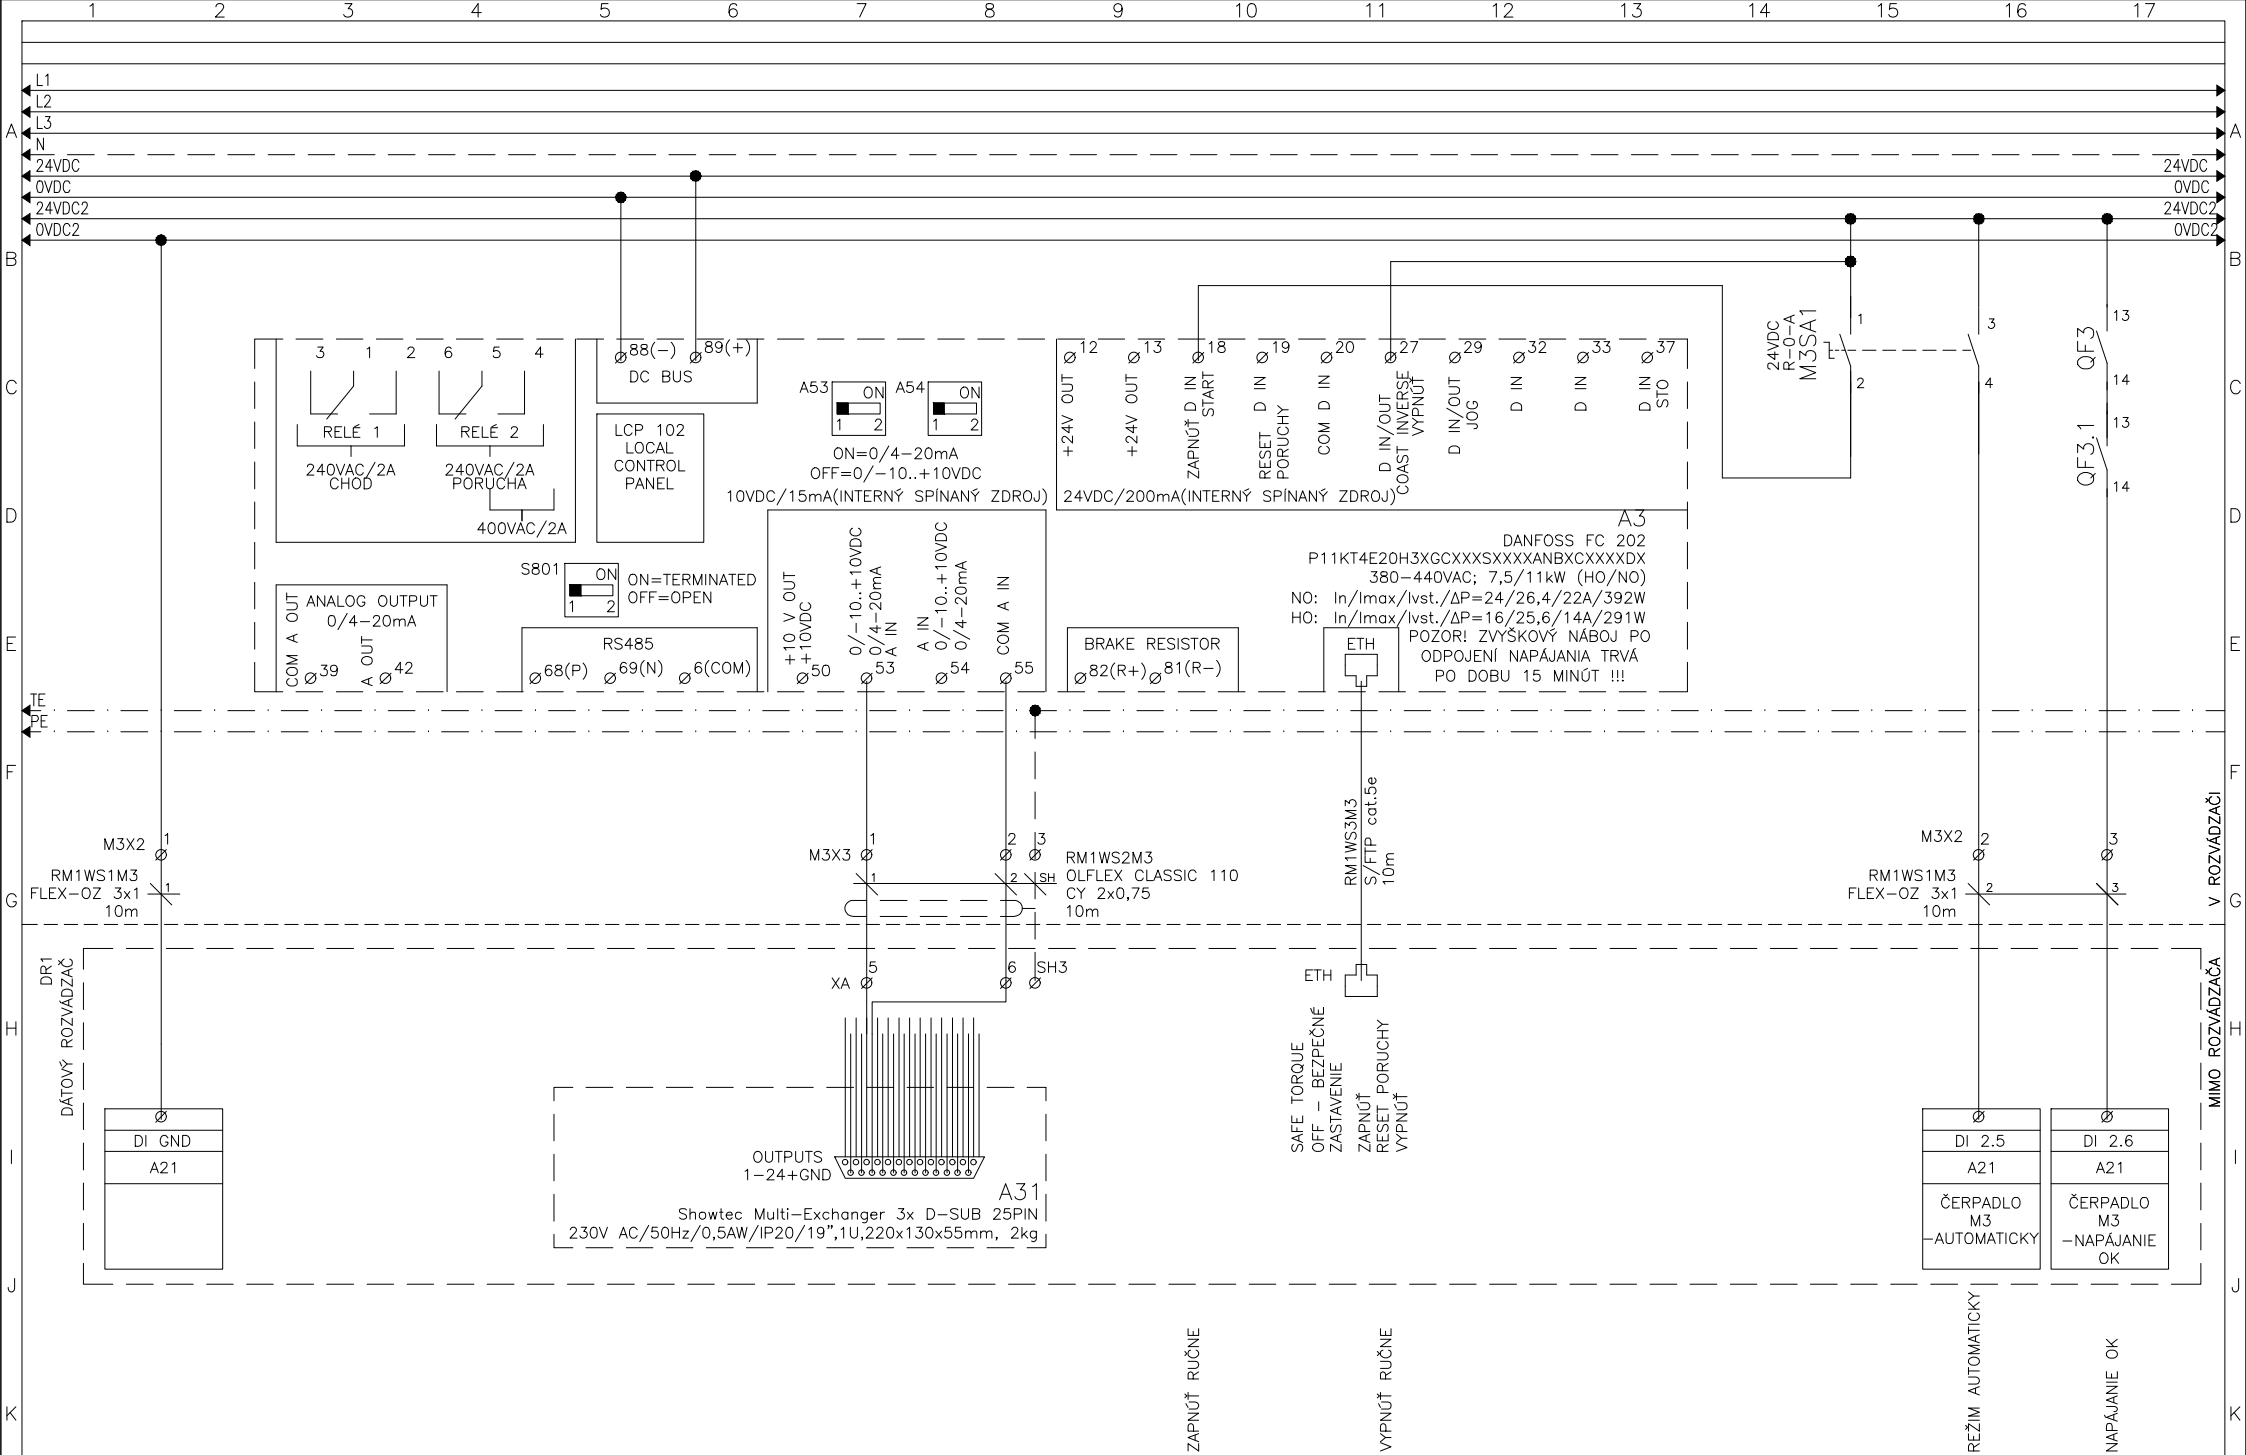 1 2 3 4 5 6 7 8 9 10 11 12 13 14 15 16 17
L1
L2
A L3 A
N
24VDC 24VDC
0VDC 0VDC
24VDC2 24VDC2
0VDC2 0VDC2
B B
C C
3 1 2 6 5 4
RELÉ 1
240VAC/2A
CHOD
RELÉ 2
240VAC/2A
PORUCHA
400VAC/2A
88(-) 89(+)
DC BUS
LCP 102
LOCAL
CONTROL
PANEL
A53
ON
1 2
A54
ON
1 2
ON=0/4-20mA
OFF=0/-10..+10VDC
10VDC/15mA(INTERNÝ SPÍNANÝ ZDROJ)
12 13 18 19 20 27 29 32 33 37
+24V OUT
+24V OUT
ZAPNÚŤ D IN
START
RESET D IN
PORUCHY
COM D IN
D IN/OUT
COAST INVERSE
VYPNÚŤ
D IN/OUT
JOG
D IN
D IN
D IN
STO
24VDC/200mA(INTERNÝ SPÍNANÝ ZDROJ)
24VDC
R-0-A
M3SA1
1
2
3
4
QF3
13
14
QF3.1
13
14
D D
A3
DANFOSS FC 202
P11KT4E20H3XGCXXXSXXXXANBXCXXXXDX
380-440VAC; 7,5/11kW (HO/NO)
NO: In/Imax/Ivst./ΔP=24/26,4/22A/392W
HO: In/Imax/Ivst./ΔP=16/25,6/14A/291W
POZOR! ZVYŠKOVÝ NÁBOJ PO
ODPOJENÍ NAPÁJANIA TRVÁ
PO DOBU 15 MINÚT !!!
S801
ON
1 2
ON=TERMINATED
OFF=OPEN
E E
COM A OUT
ANALOG OUTPUT
0/4-20mA
A OUT
39 42
RS485
68(P) 69(N) 6(COM)
+10 V OUT
+10VDC
0/-10..+10VDC
0/4-20mA
A IN
A IN
0/-10..+10VDC
0/4-20mA
COM A IN
50 53 54 55
BRAKE RESISTOR
82(R+) 81(R-)
ETH
TE
PE
F F
RM1WS3M3
S/FTP cat.5e
10m
V ROZVÁDZAČI
M3X2 1
RM1WS1M3
FLEX-OZ 3x1
10m
1
M3X3 1 2 3
1 2 SH
RM1WS2M3
OLFLEX CLASSIC 110
CY 2x0,75
10m
M3X2 2 3
RM1WS1M3
FLEX-OZ 3x1
10m
2 3
G G
DR1
DÁTOVÝ ROZVÁDZAČ
XA 5 6 SH3
ETH
MIMO ROZVÁDZAČA
H H
SAFE TORQUE
OFF - BEZPEČNÉ
ZASTAVENIE
ZAPNÚŤ
RESET PORUCHY
VYPNÚŤ
I I
DI GND
A21
OUTPUTS
1-24+GND
A31
Showtec Multi-Exchanger 3x D-SUB 25PIN
230V AC/50Hz/0,5AW/IP20/19",1U,220x130x55mm, 2kg
DI 2.5
A21
ČERPADLO
M3
-AUTOMATICKY
DI 2.6
A21
ČERPADLO
M3
-NAPÁJANIE
OK
J J
ZAPNÚŤ RUČNE
VYPNÚŤ RUČNE
REŽIM AUTOMATICKY
NAPÁJANIE OK
K K